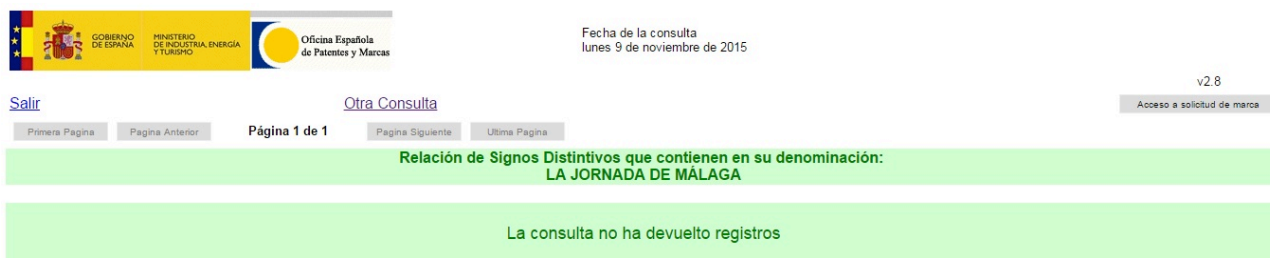 GOBIERNO
DE ESPAÑA
MINISTERIO
DE INDUSTRIA, ENERGÍA
Y TURISMO
Oficina Española
de Patentes y Marcas
Fecha de la consulta
lunes 9 de noviembre de 2015
v2.8
Salir
Otra Consulta
Acceso a solicitud de marca
Primera Pagina
Pagina Anterior
Página 1 de 1
Pagina Siguiente
Ultima Pagina
Relación de Signos Distintivos que contienen en su denominación:
LA JORNADA DE MÁLAGA
La consulta no ha devuelto registros